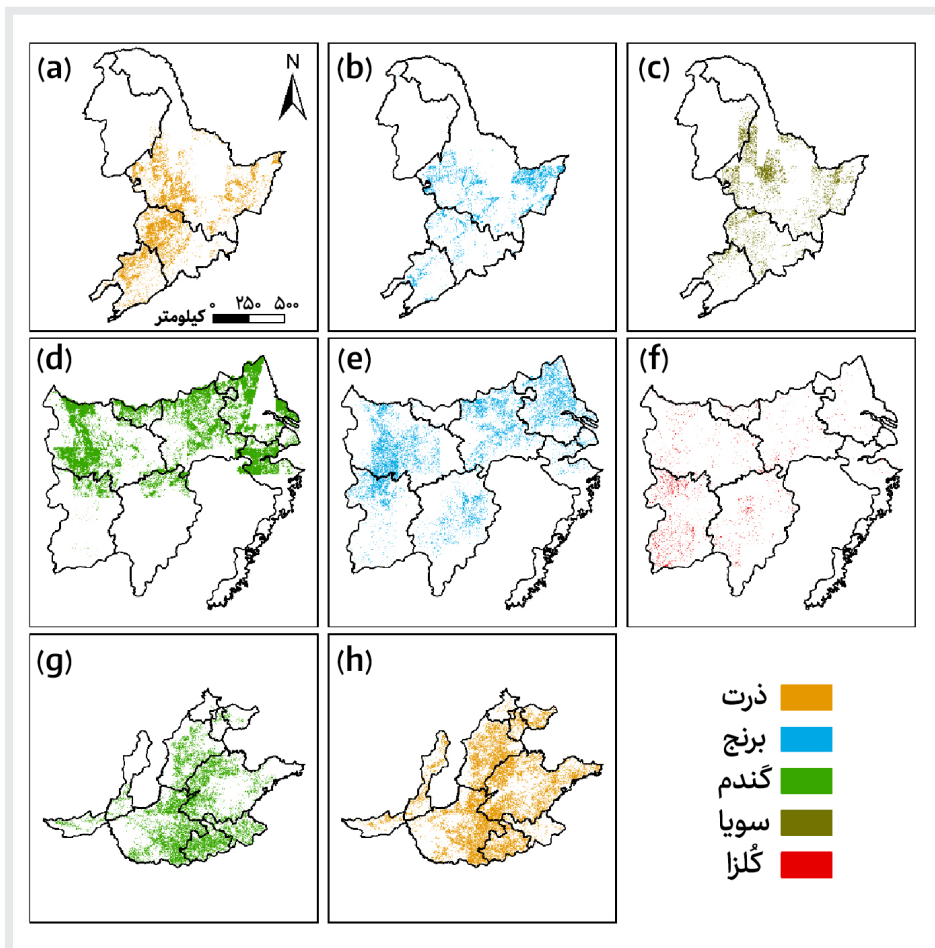 (a)
N
(b)
(c)
کیلومتر ۰ ۲۵۰ ۵۰۰
(d)
(e)
(f)
(g)
(h)
ذرت
برنج
گندم
سویا
کُلزا